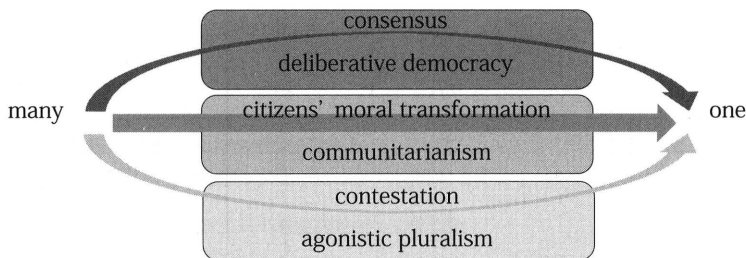 consensus
deliberative democracy
many
citizens' moral transformation
one
communitarianism
contestation
agonistic pluralism